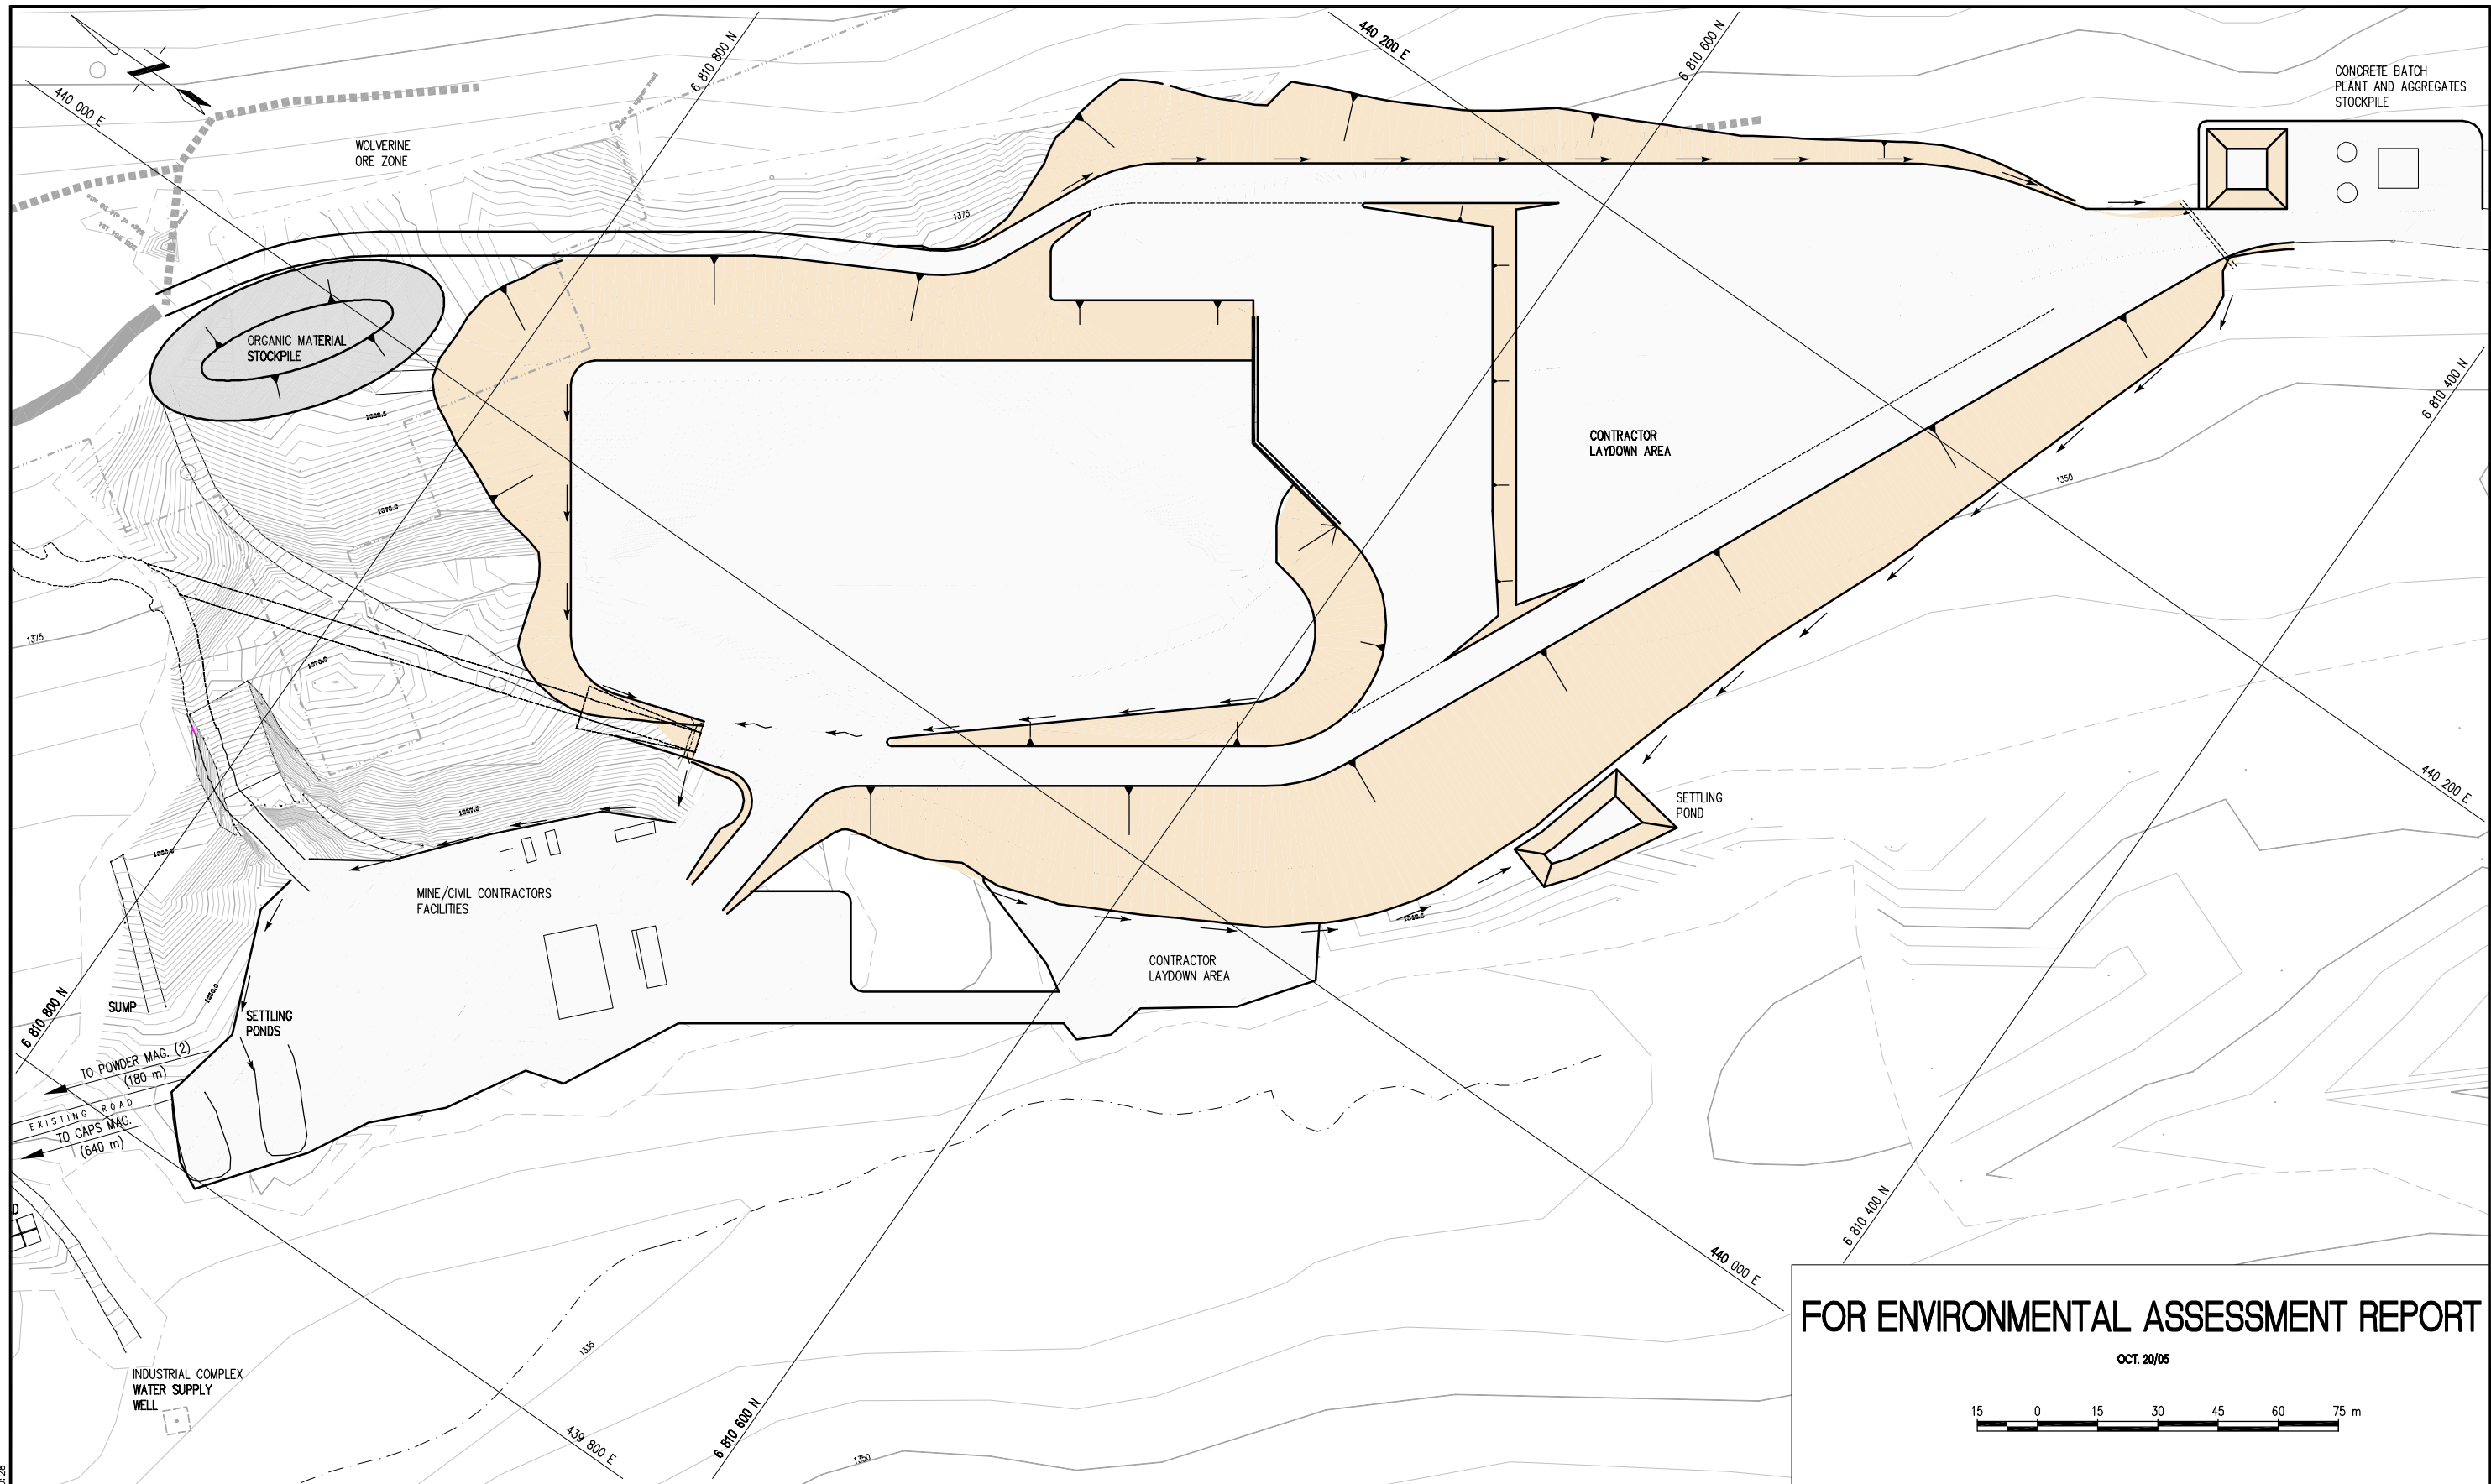 440 000 E
6 810 800 N
440 200 E
6 810 600 N
CONCRETE BATCH
PLANT AND AGGREGATES
STOCKPILE
WOLVERINE
ORE ZONE
1375
ORGANIC MATERIAL
STOCKPILE
6 810 400 N
CONTRACTOR
LAYDOWN AREA
1350
1375
440 200 E
SETTLING
POND
MINE/CIVIL CONTRACTORS
FACILITIES
CONTRACTOR
LAYDOWN AREA
SUMP
SETTLING
PONDS
6 810 800 N
TO POWDER MAG. (2)
(180 m)
EXISTING ROAD
TO CAPS MAG.
(640 m)
D
6 810 400 N
440 000 E
FOR ENVIRONMENTAL ASSESSMENT REPORT
OCT. 20/05
15 0 15 30 45 60 75 m
1335
INDUSTRIAL COMPLEX
WATER SUPPLY
WELL
439 800 E
6 810 600 N
1350